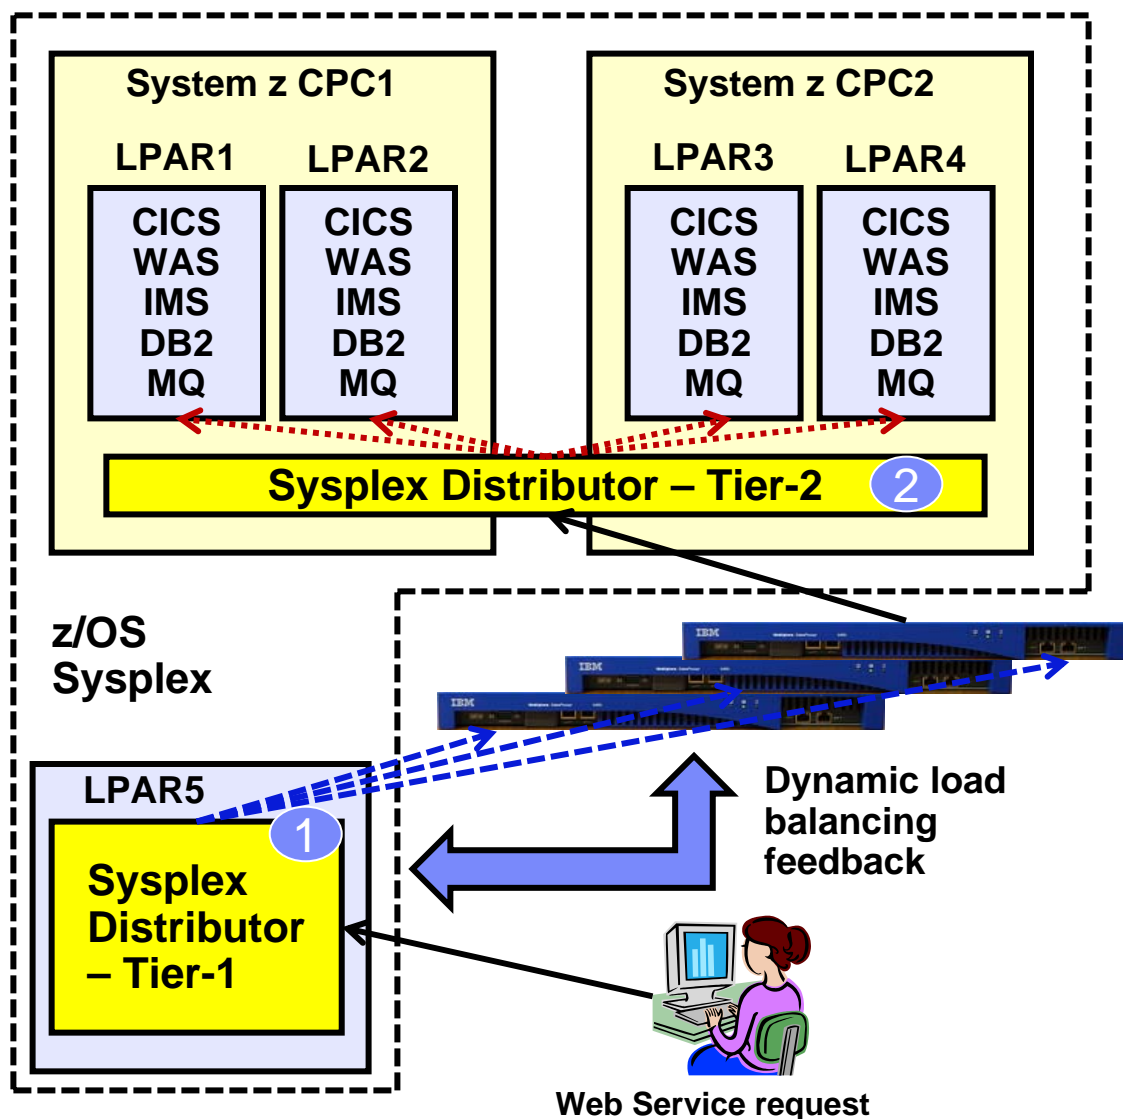 System z CPC1
System z CPC2
LPAR1
LPAR2
LPAR3
LPAR4
CICS
WAS
IMS
DB2
MQ
CICS
WAS
IMS
DB2
MQ
CICS
WAS
IMS
DB2
MQ
CICS
WAS
IMS
DB2
MQ
Sysplex Distributor – Tier-2
2
z/OS
Sysplex
IBM
IBM
IBM
LPAR5
1
Sysplex
Distributor
– Tier-1
Dynamic load
balancing
feedback
Web Service request